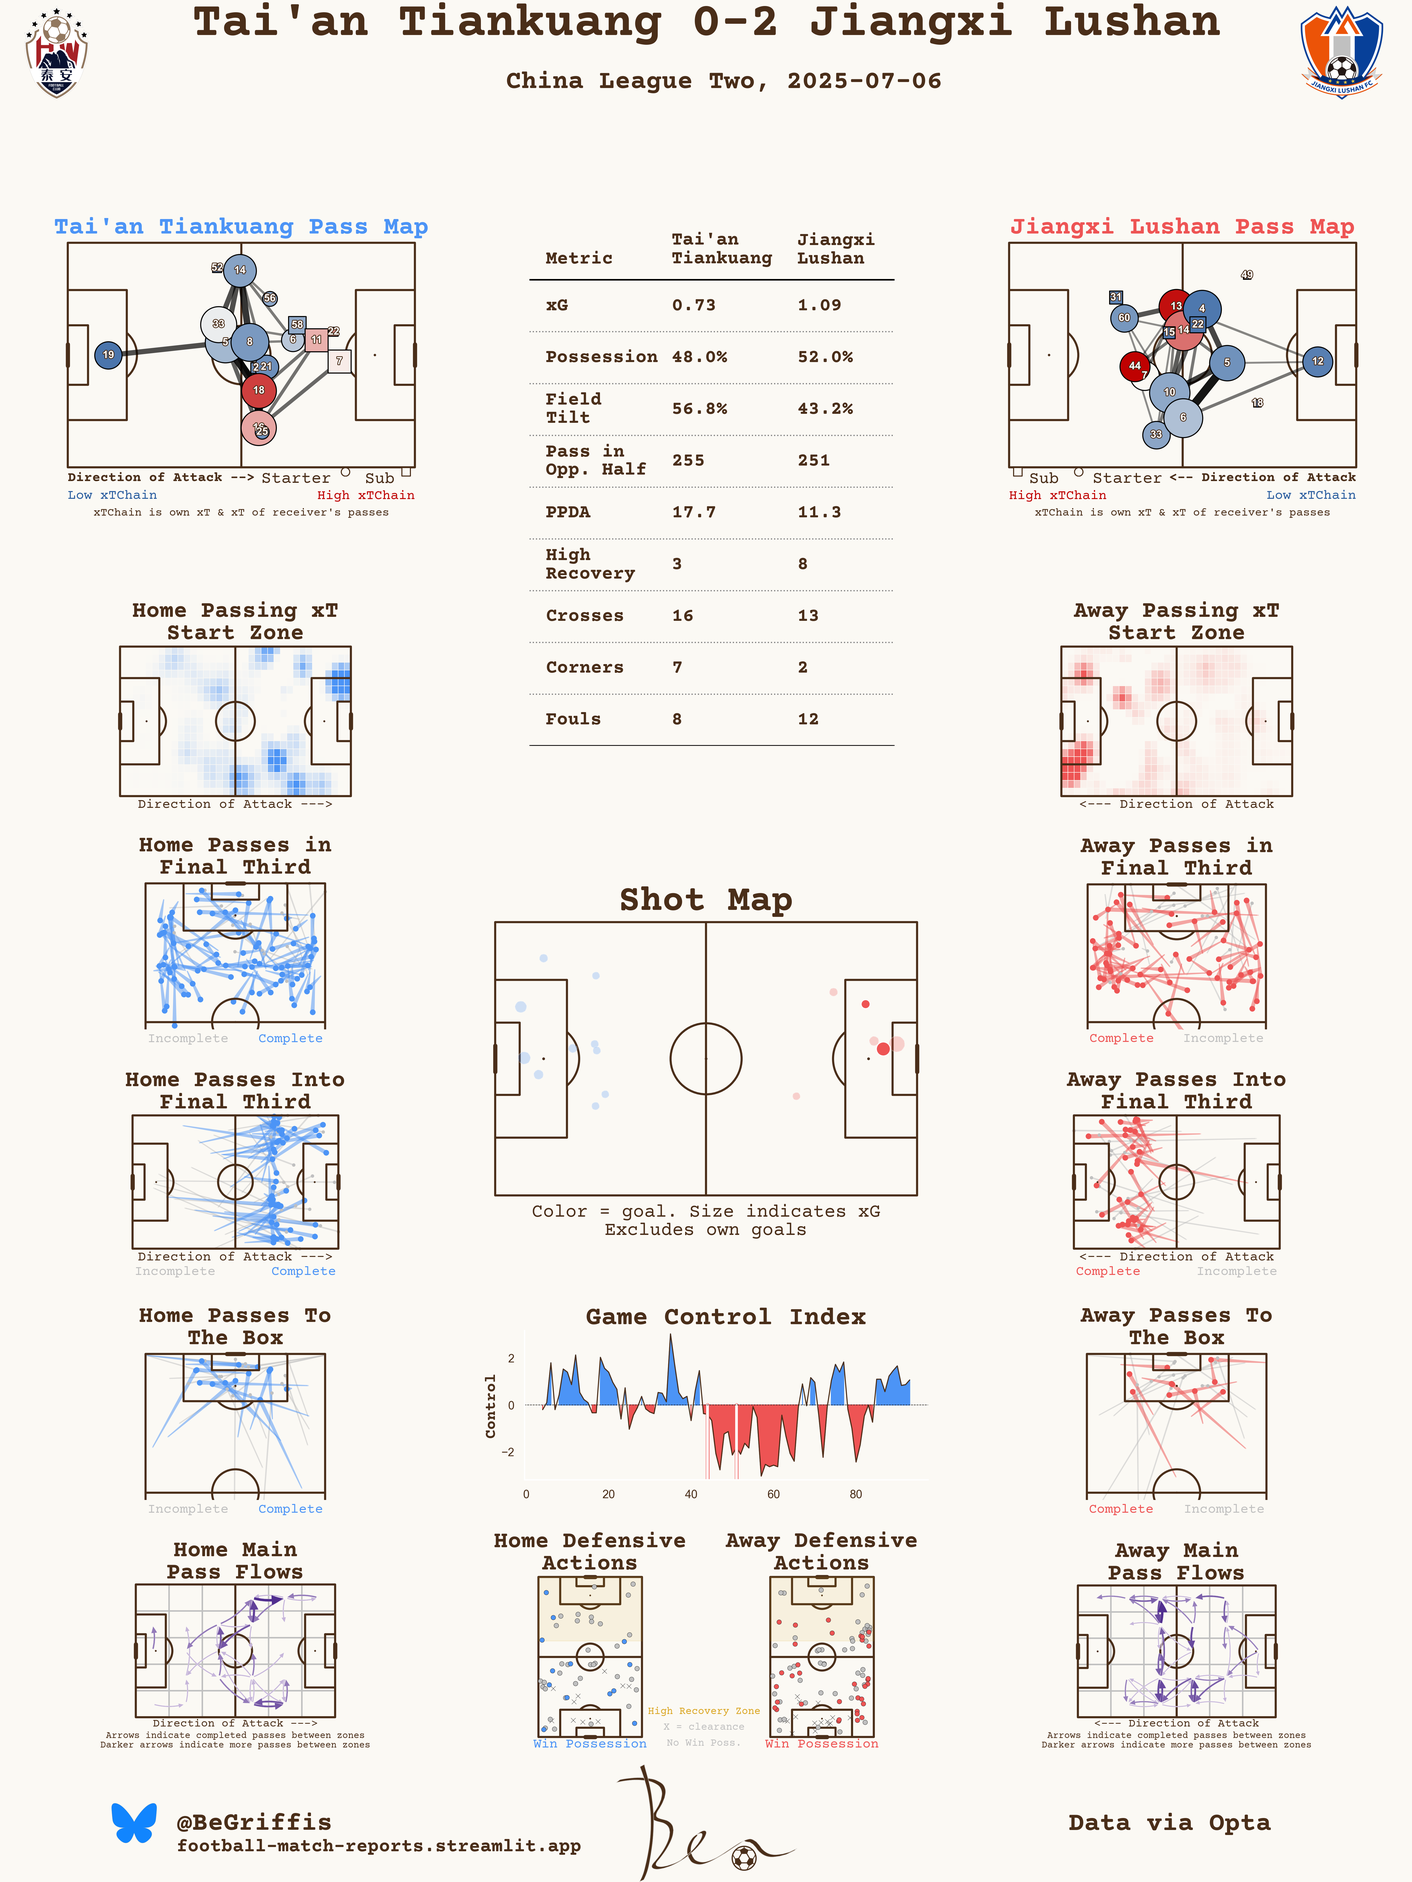 Tai'an Tiankuang 0-2 Jiangxi Lushan
China League Two, 2025-07-06
泰安
JIANGXI LUSHAN FC
Tai'an Tiankuang Pass Map
52
14
56
33
58
22
5
8
6
11
19
7
2
21
18
25
Direction of Attack --> Starter Sub
Low xTChain High xTChain
xTChain is own xT & xT of receiver's passes
Metric Tai'an Tiankuang Jiangxi Lushan
xG 0.73 1.09
Possession 48.0% 52.0%
Field Tilt 56.8% 43.2%
Pass in Opp. Half 255 251
PPDA 17.7 11.3
High Recovery 3 8
Crosses 16 13
Corners 7 2
Fouls 8 12
Jiangxi Lushan Pass Map
49
31
13
4
60
15
14
22
44
7
5
12
10
6
18
33
Sub Starter <-- Direction of Attack
High xTChain Low xTChain
xTChain is own xT & xT of receiver's passes
Home Passing xT
Start Zone
Direction of Attack --->
Away Passing xT
Start Zone
<--- Direction of Attack
Home Passes in
Final Third
Incomplete Complete
Away Passes in
Final Third
Complete Incomplete
Shot Map
Color = goal. Size indicates xG
Excludes own goals
Home Passes Into
Final Third
Direction of Attack --->
Incomplete Complete
Away Passes Into
Final Third
<--- Direction of Attack
Complete Incomplete
Home Passes To
The Box
Incomplete Complete
Game Control Index
Control
2
0
−2
0 20 40 60 80
Away Passes To
The Box
Complete Incomplete
Home Main
Pass Flows
Direction of Attack --->
Arrows indicate completed passes between zones
Darker arrows indicate more passes between zones
Home Defensive
Actions
Win Possession
High Recovery Zone
X = clearance
No Win Poss.
Away Defensive
Actions
Win Possession
Away Main
Pass Flows
<--- Direction of Attack
Arrows indicate completed passes between zones
Darker arrows indicate more passes between zones
@BeGriffis
football-match-reports.streamlit.app
Ben
Data via Opta